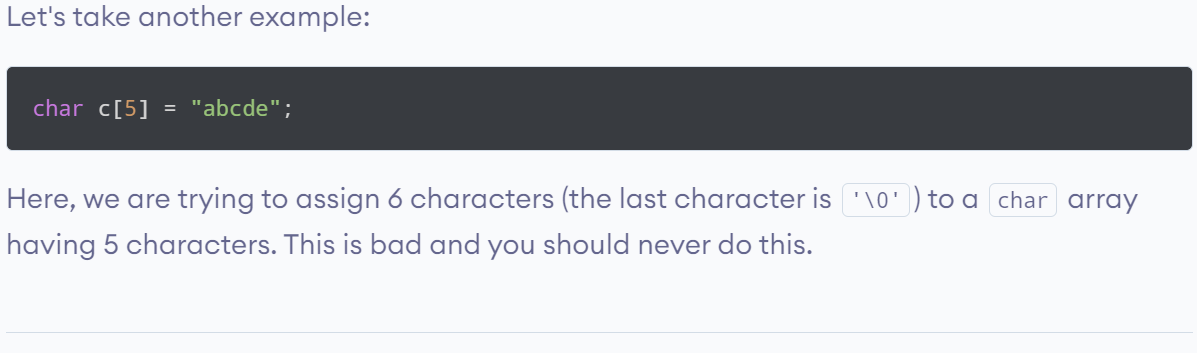 Let's take another example:
char c[5] = "abcde";
Here, we are trying to assign 6 characters (the last character is '\0') to a char array
having 5 characters. This is bad and you should never do this.